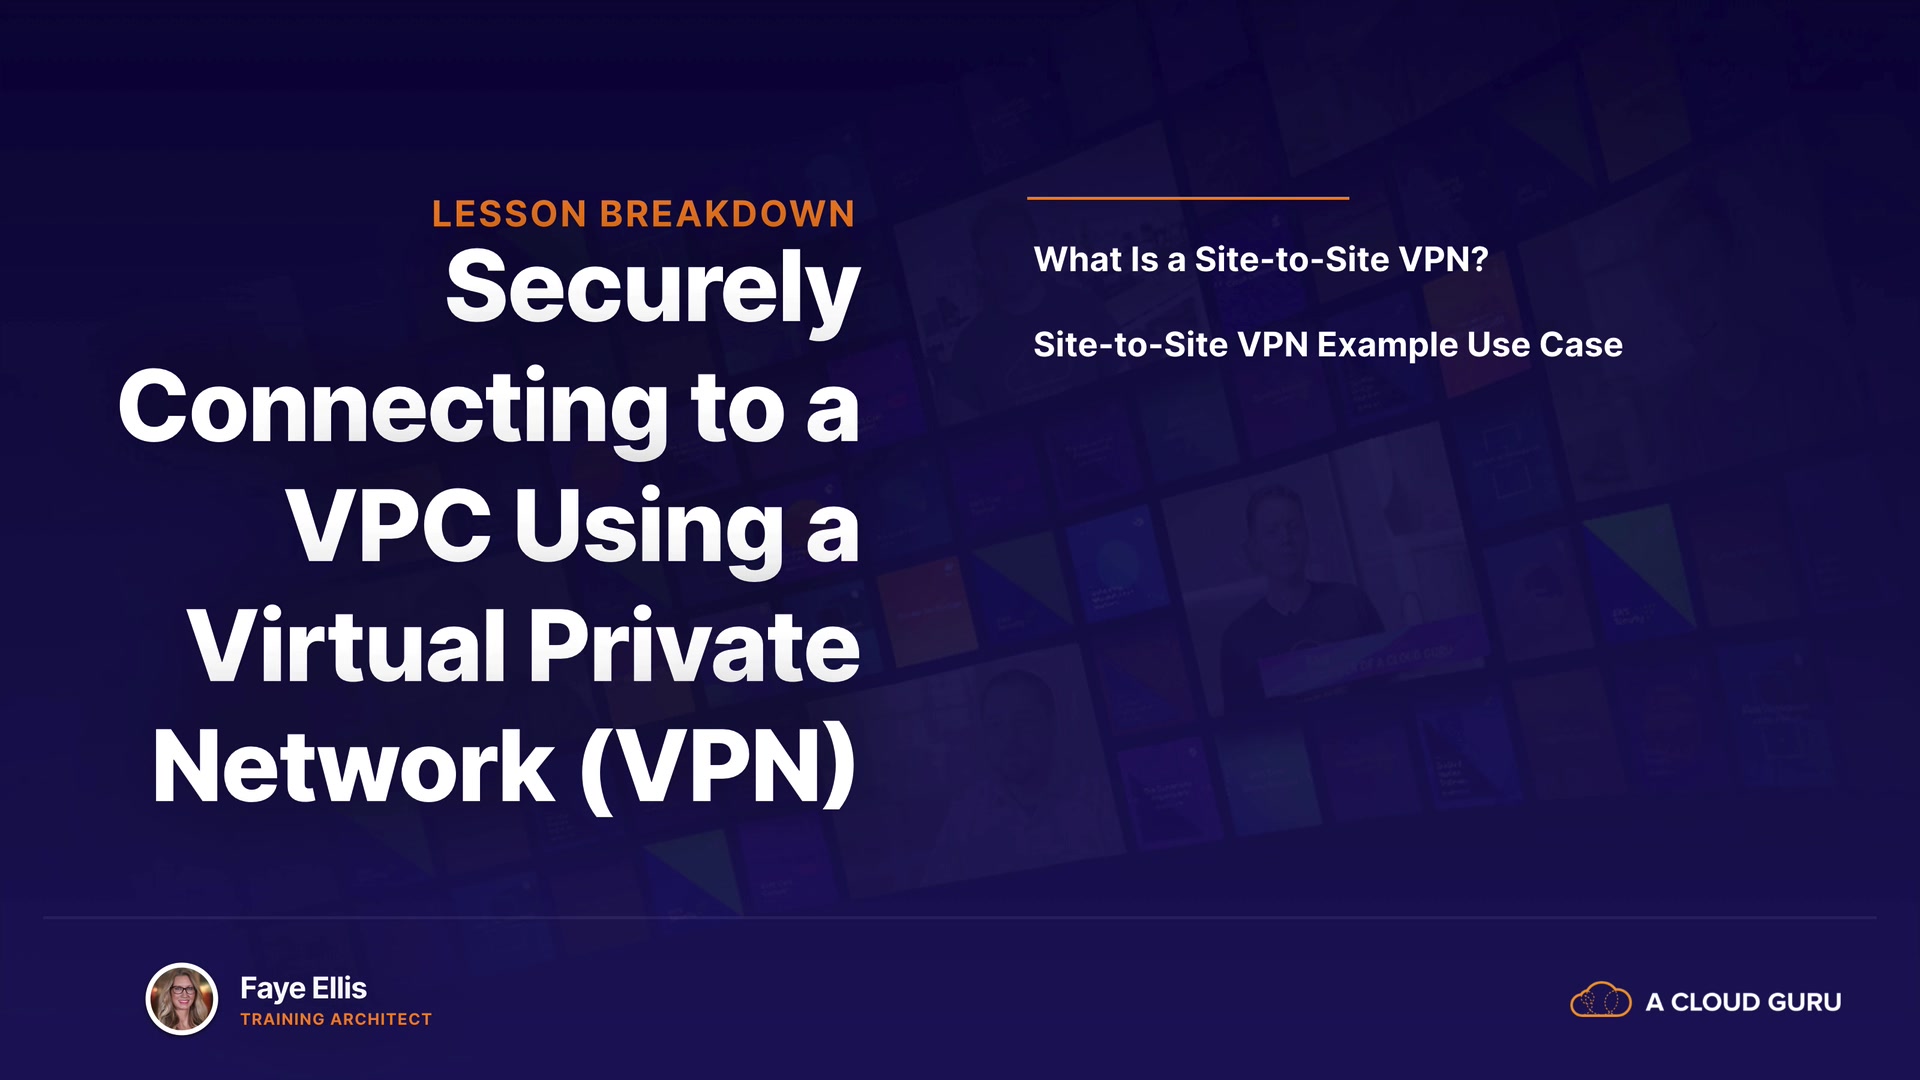 LESSON BREAKDOWN
Securely
Connecting to a
VPC Using a
Virtual Private
Network (VPN)
What Is a Site-to-Site VPN?
Site-to-Site VPN Example Use Case
Faye Ellis
TRAINING ARCHITECT
A CLOUD GURU